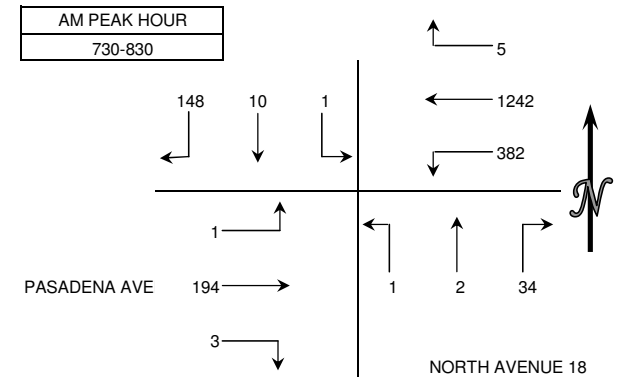 AM PEAK HOUR
730-830
5
148 10 1
1242
382
N
1
PASADENA AVE 194
1 2 34
3
NORTH AVENUE 18